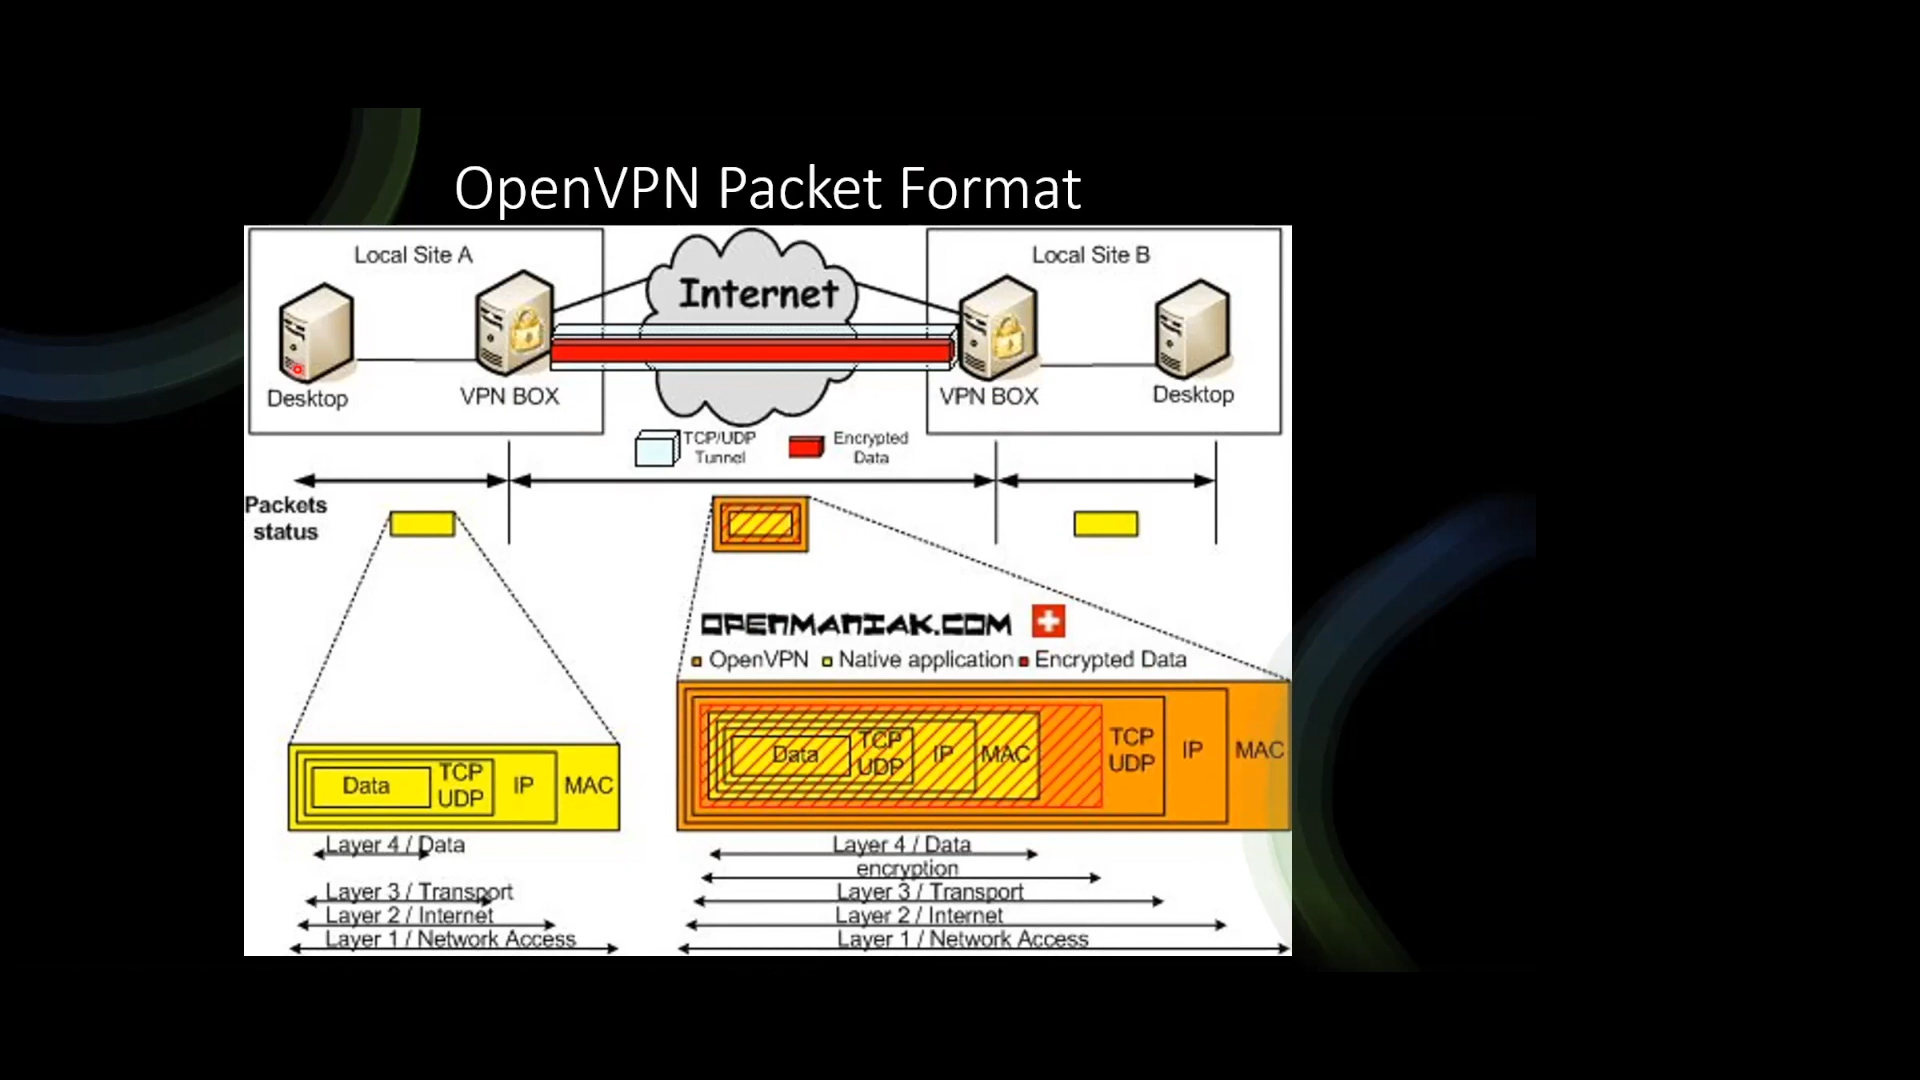 OpenVPN Packet Format
Local Site A
Internet
Local Site B
Desktop
VPN BOX
VPN BOX
Desktop
TCP/UDP
Tunnel
Encrypted
Data
Packets
status
OPENMANIAK.COM
OpenVPN
Native application
Encrypted Data
Data
TCP
UDP
IP
MAC
Data
TCP
UDP
IP
MAC
TCP
UDP
IP
MAC
Layer 4 / Data
Layer 3 / Transport
Layer 2 / Internet
Layer 1 / Network Access
Layer 4 / Data
encryption
Layer 3 / Transport
Layer 2 / Internet
Layer 1 / Network Access